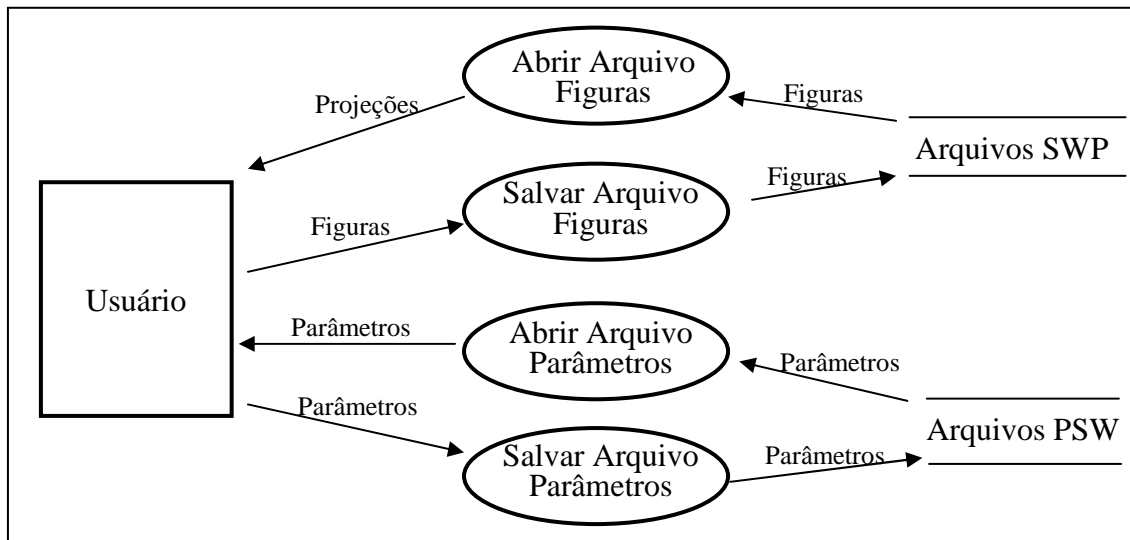 Abrir Arquivo
Figuras
Projeções
Figuras
Arquivos SWP
Salvar Arquivo
Figuras
Figuras
Figuras
Usuário
Abrir Arquivo
Parâmetros
Parâmetros
Parâmetros
Parâmetros
Arquivos PSW
Salvar Arquivo
Parâmetros
Parâmetros